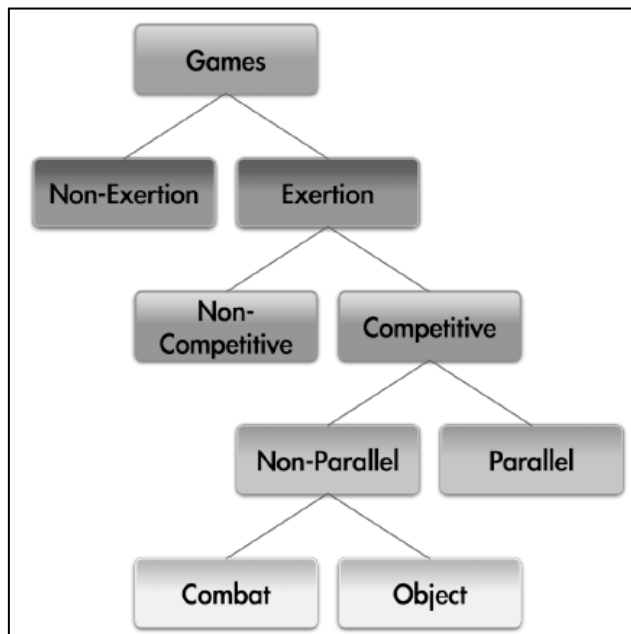 Games
Non-Exertion
Exertion
Non-
Competitive
Competitive
Non-Parallel
Parallel
Combat
Object